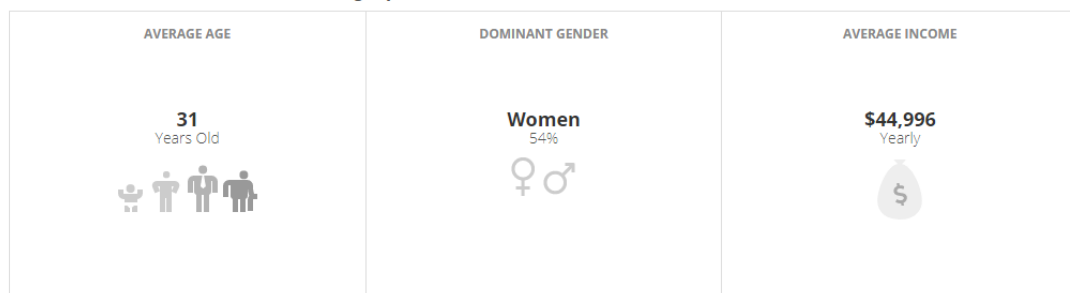 AVERAGE AGE
31
Years Old
DOMINANT GENDER
Women
54%
AVERAGE INCOME
$44,996
Yearly
$